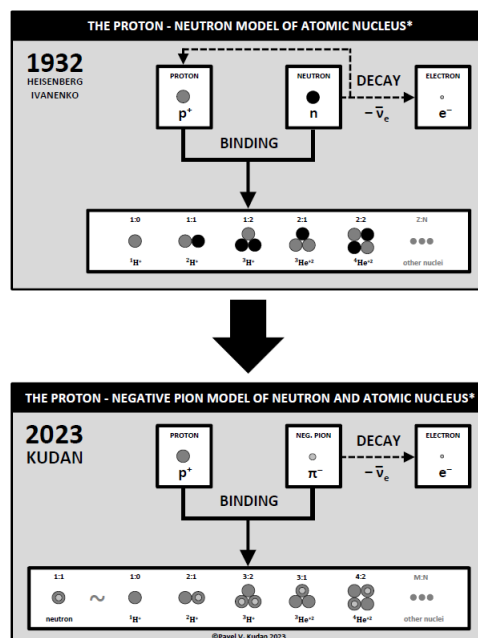 THE PROTON - NEUTRON MODEL OF ATOMIC NUCLEUS*
1932
HEISENBERG
IVANENKO
PROTON
p⁺
NEUTRON
n
DECAY
− ν̅ₑ
ELECTRON
e⁻
BINDING
1:0 1:1 1:2 2:1 2:2 Z:N
¹H⁺ ²H⁺ ³H⁺ ³He⁺² ⁴He⁺² other nuclei
THE PROTON - NEGATIVE PION MODEL OF NEUTRON AND ATOMIC NUCLEUS*
2023
KUDAN
PROTON
p⁺
NEG. PION
π⁻
DECAY
− ν̅ₑ
ELECTRON
e⁻
BINDING
1:1 1:0 2:1 3:2 3:1 4:2 M:N
neutron ~ ¹H⁺ ²H⁺ ³H⁺ ³He⁺² ⁴He⁺² other nuclei
©Pavel V. Kudan 2023